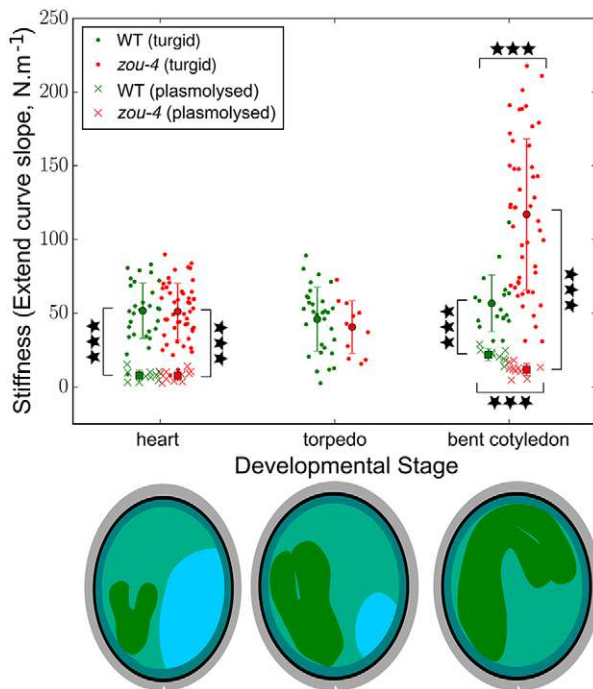 250
200
150
100
50
0
Stiffness (Extend curve slope, N.m⁻¹)
WT (turgid)
zou-4 (turgid)
WT (plasmolysed)
zou-4 (plasmolysed)
★★★
★★★
★★★
★★★
★★★
★★★
heart torpedo bent cotyledon
Developmental Stage